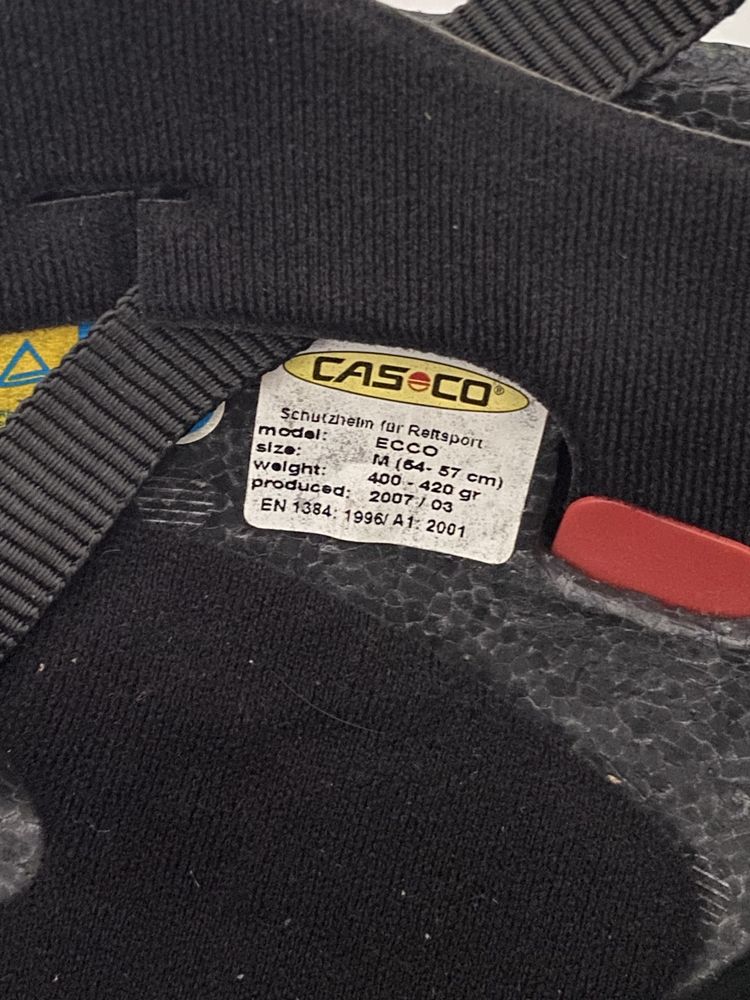 CASCO®
Schutzhelm für Reitsport
model: ECCO
size: M (54- 57 cm)
weight: 400 - 420 gr
produced: 2007 / 03
EN 1384: 1996/ A1: 2001